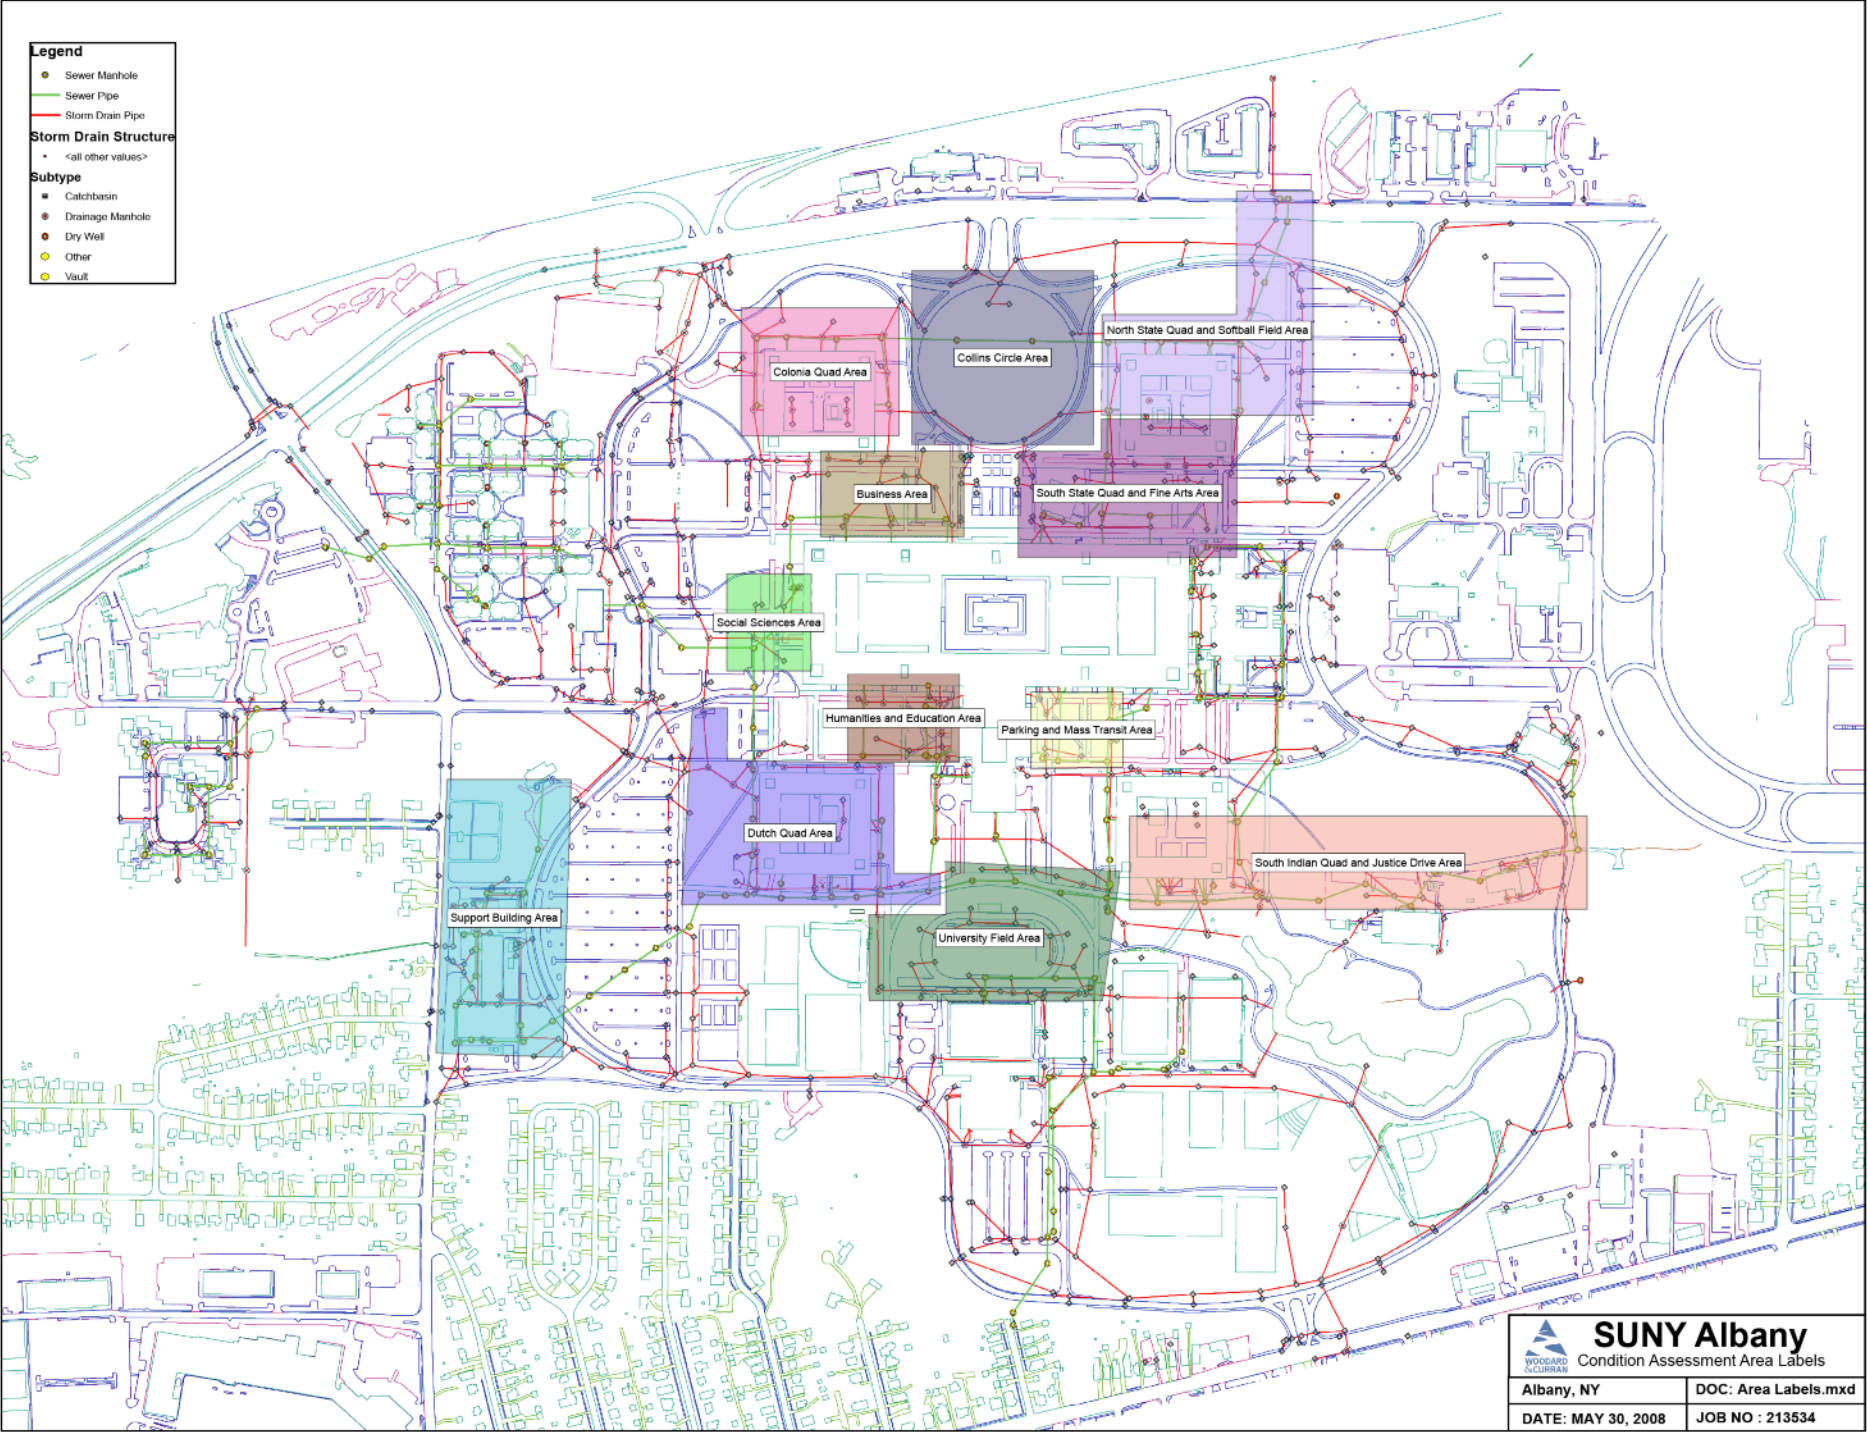 Legend
Sewer Manhole
Sewer Pipe
Storm Drain Pipe
Storm Drain Structure
<all other values>
Subtype
Catchbasin
Drainage Manhole
Dry Well
Other
Vault
North State Quad and Softball Field Area
Collins Circle Area
Colonia Quad Area
Business Area
South State Quad and Fine Arts Area
Social Sciences Area
Humanities and Education Area
Parking and Mass Transit Area
Dutch Quad Area
South Indian Quad and Justice Drive Area
Support Building Area
University Field Area
WOODARD
&CURRAN
SUNY Albany
Condition Assessment Area Labels
Albany, NY
DOC: Area Labels.mxd
DATE: MAY 30, 2008
JOB NO : 213534